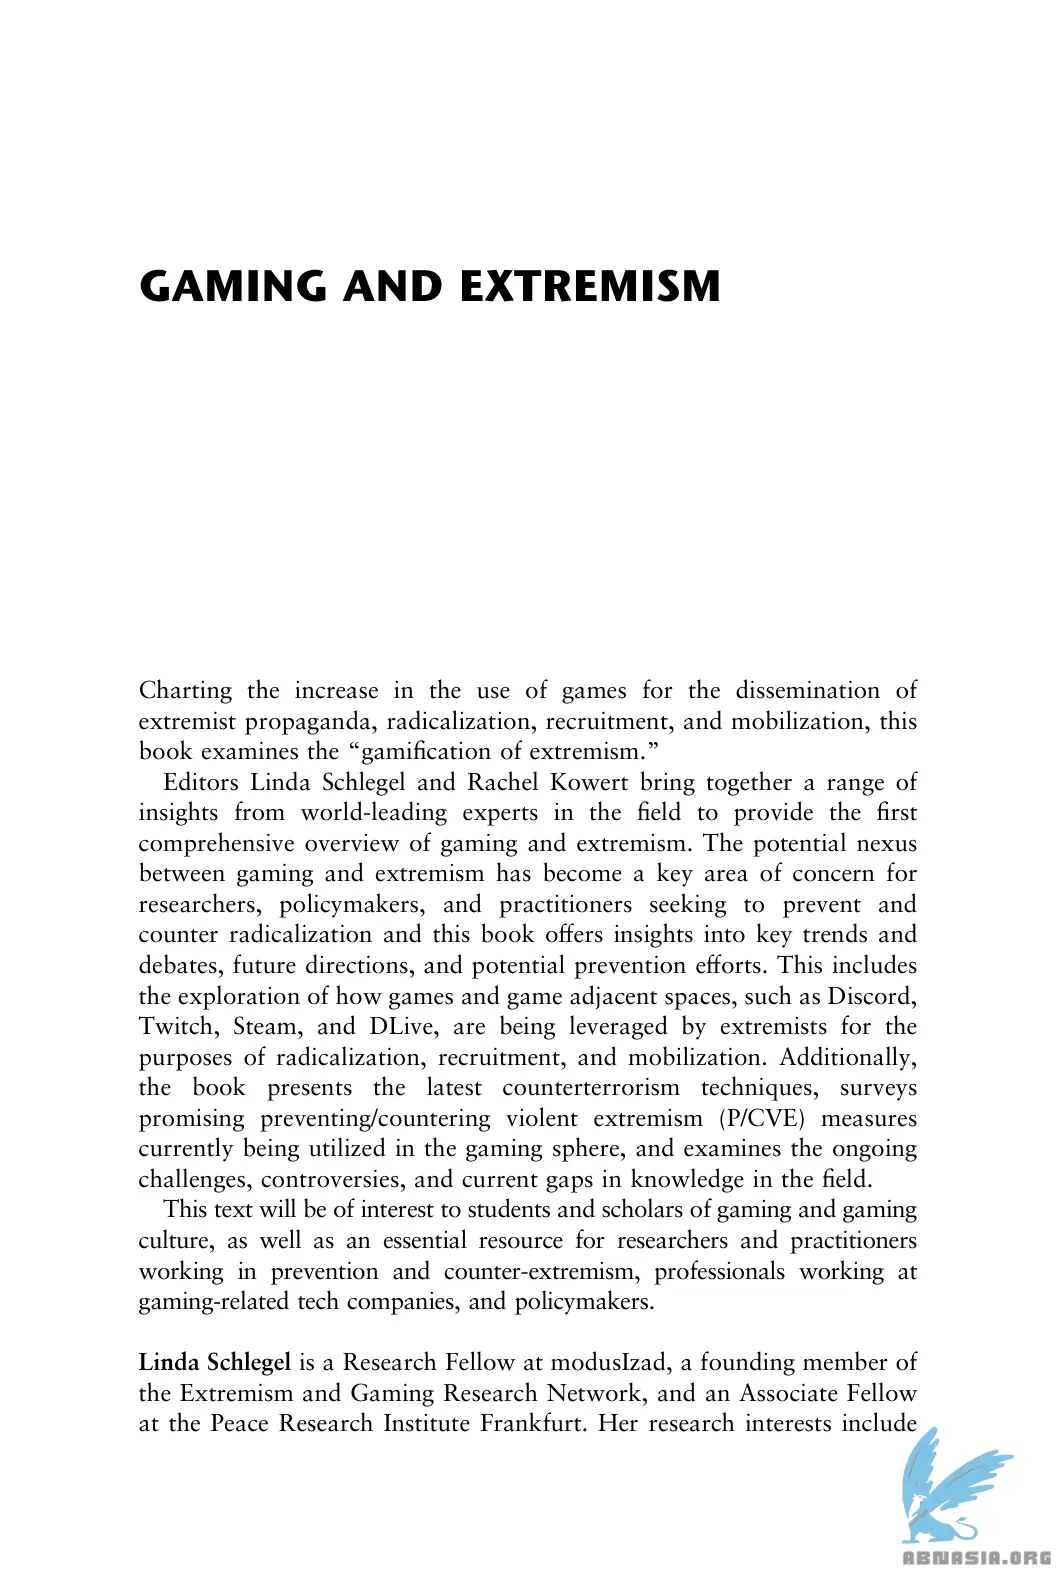 GAMING AND EXTREMISM
Charting the increase in the use of games for the dissemination of
extremist propaganda, radicalization, recruitment, and mobilization, this
book examines the “gamification of extremism.”
Editors Linda Schlegel and Rachel Kowert bring together a range of
insights from world-leading experts in the field to provide the first
comprehensive overview of gaming and extremism. The potential nexus
between gaming and extremism has become a key area of concern for
researchers, policymakers, and practitioners seeking to prevent and
counter radicalization and this book offers insights into key trends and
debates, future directions, and potential prevention efforts. This includes
the exploration of how games and game adjacent spaces, such as Discord,
Twitch, Steam, and DLive, are being leveraged by extremists for the
purposes of radicalization, recruitment, and mobilization. Additionally,
the book presents the latest counterterrorism techniques, surveys
promising preventing/countering violent extremism (P/CVE) measures
currently being utilized in the gaming sphere, and examines the ongoing
challenges, controversies, and current gaps in knowledge in the field.
This text will be of interest to students and scholars of gaming and gaming
culture, as well as an essential resource for researchers and practitioners
working in prevention and counter-extremism, professionals working at
gaming-related tech companies, and policymakers.
Linda Schlegel is a Research Fellow at modusIzad, a founding member of
the Extremism and Gaming Research Network, and an Associate Fellow
at the Peace Research Institute Frankfurt. Her research interests include
ABNASIA.ORG